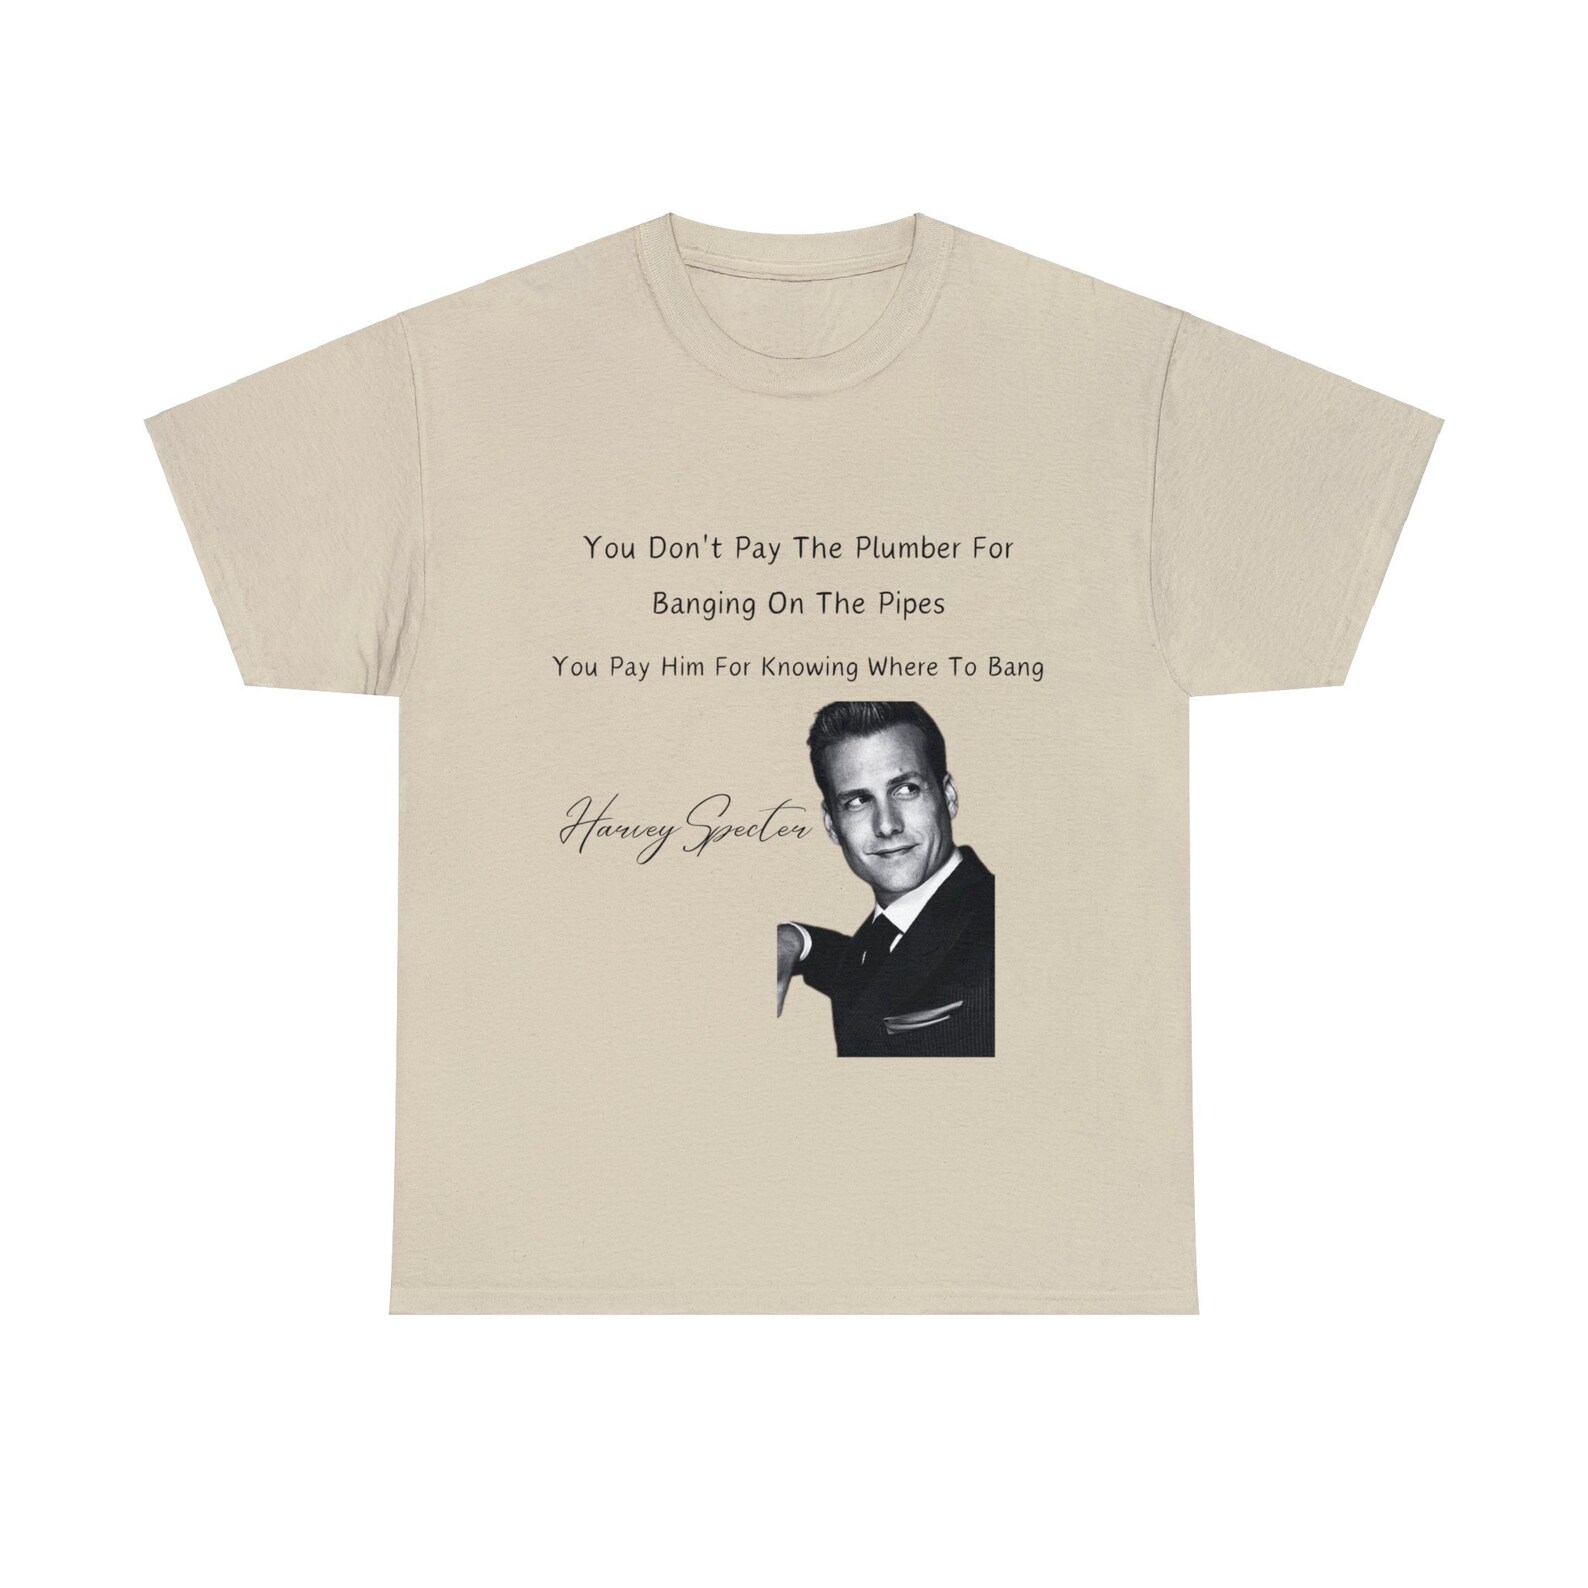 You Don't Pay The Plumber For
Banging On The Pipes
You Pay Him For Knowing Where To Bang
Harvey Specter